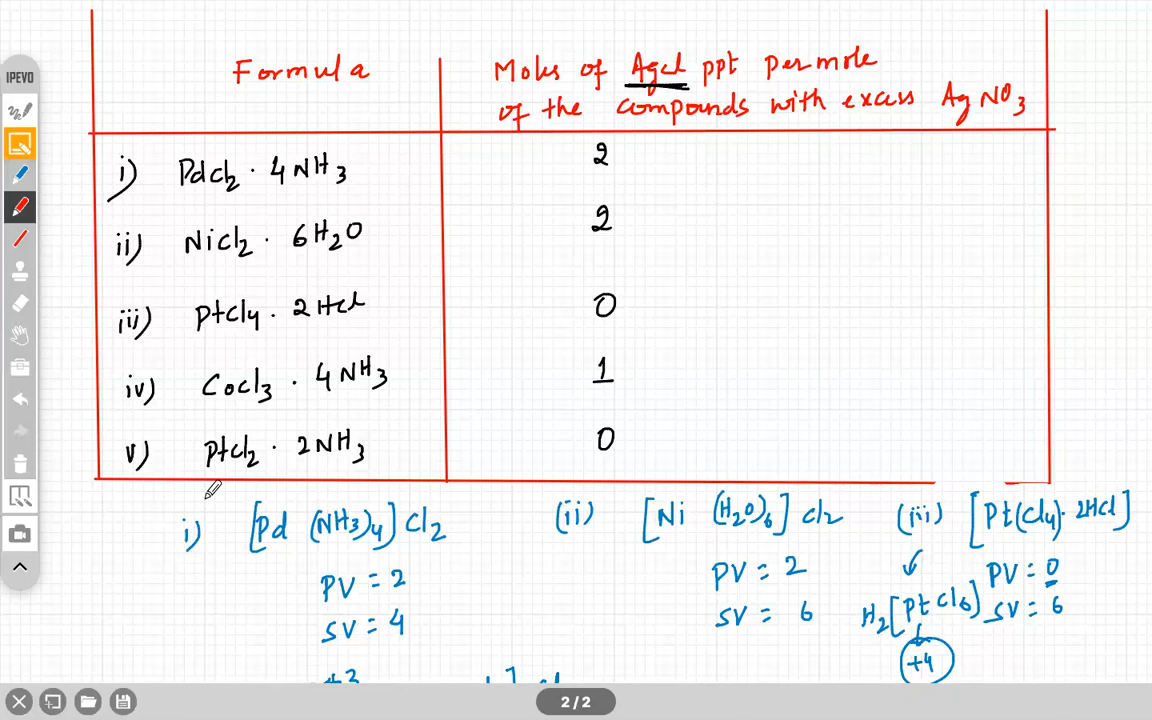 IPEVO
Formula
Moles of Agcl ppt per mole
of the compounds with excess AgNO3
i) Pdcl2 · 4NH3 2
ii) Nicl2 · 6H2O 2
iii) Ptcl4 · 2Hcl 0
iv) Cocl3 · 4NH3 1
v) Ptcl2 · 2NH3 0
i) [Pd (NH3)4] Cl2
PV = 2
SV = 4
(ii) [Ni (H2O)6] Cl2
PV = 2
SV = 6
(iii) [Pt(Cl4) · 2HCl]
PV = 0
H2[PtCl6] SV = 6
+4
+3
2/2